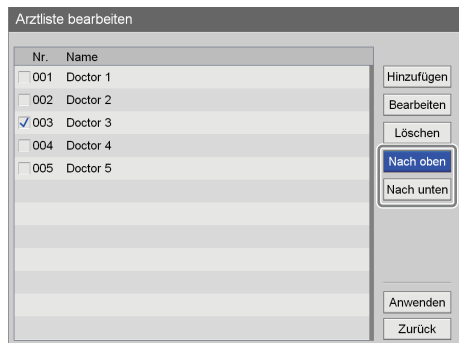 Arztliste bearbeiten
Nr. Name
001 Doctor 1
002 Doctor 2
003 Doctor 3
004 Doctor 4
005 Doctor 5
Hinzufügen
Bearbeiten
Löschen
Nach oben
Nach unten
Anwenden
Zurück